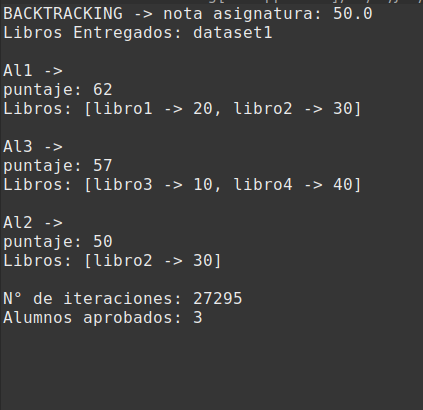 BACKTRACKING -> nota asignatura: 50.0
Libros Entregados: dataset1
Al1 ->
puntaje: 62
Libros: [libro1 -> 20, libro2 -> 30]
Al3 ->
puntaje: 57
Libros: [libro3 -> 10, libro4 -> 40]
Al2 ->
puntaje: 50
Libros: [libro2 -> 30]
N° de iteraciones: 27295
Alumnos aprobados: 3